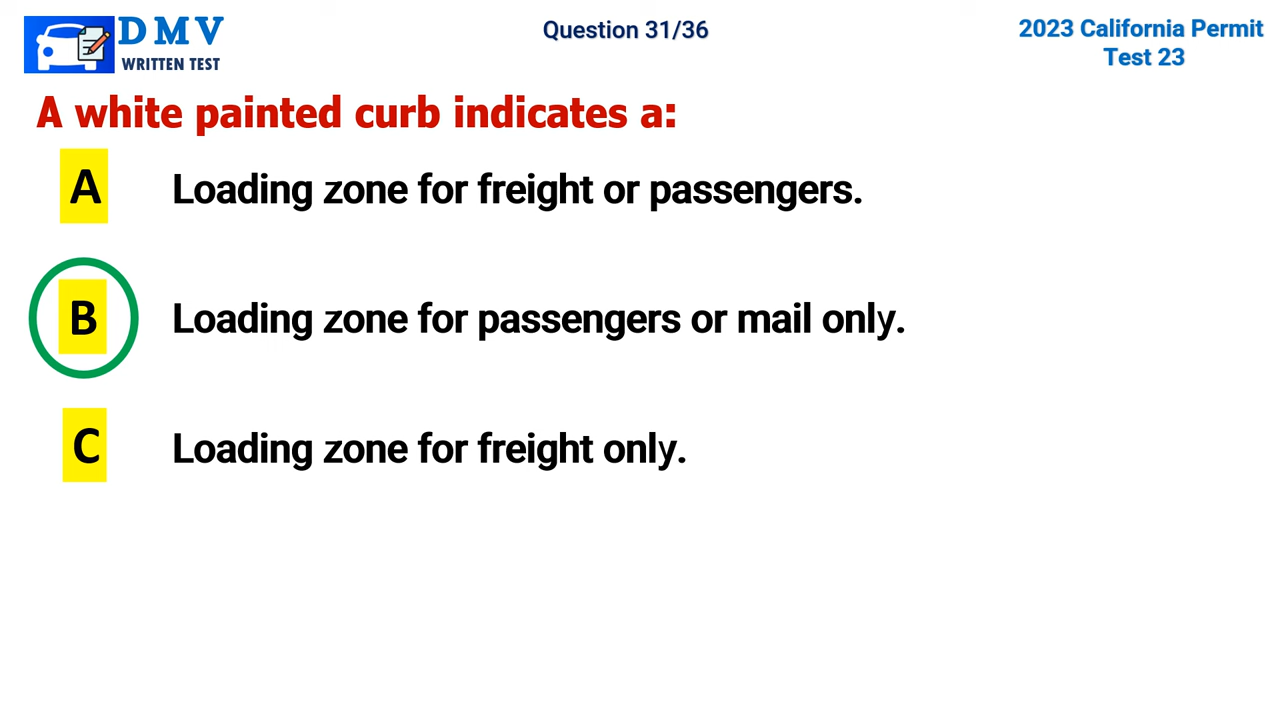 DMV
WRITTEN TEST
Question 31/36
2023 California Permit
Test 23
A white painted curb indicates a:
A Loading zone for freight or passengers.
B Loading zone for passengers or mail only.
C Loading zone for freight only.